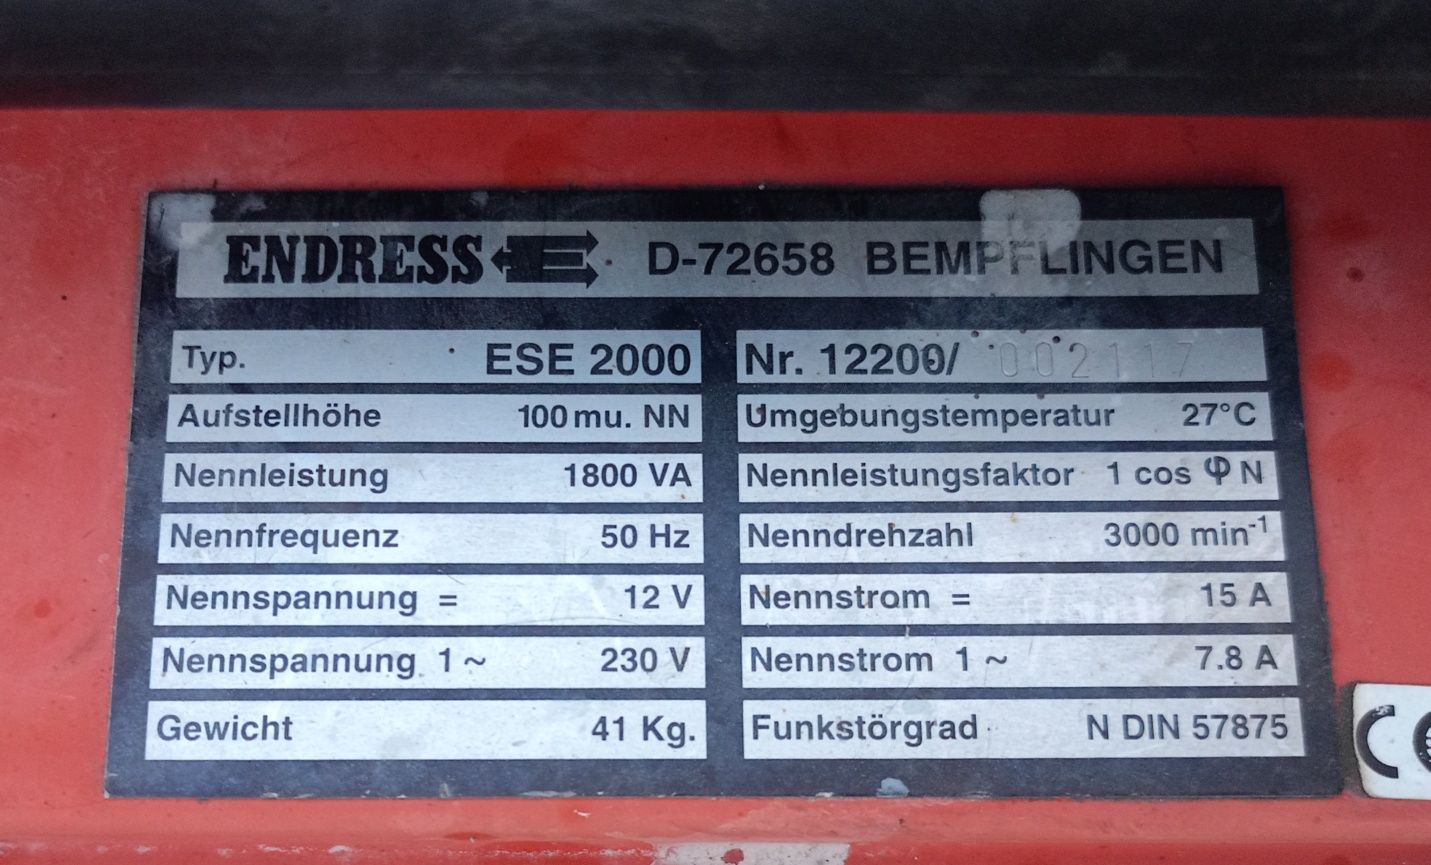 ENDRESS D-72658 BEMPFLINGEN
Typ. ESE 2000
Nr. 12200/ 002117
Aufstellhöhe 100 mu. NN
Umgebungstemperatur 27°C
Nennleistung 1800 VA
Nennleistungsfaktor 1 cos φ N
Nennfrequenz 50 Hz
Nenndrehzahl 3000 min⁻¹
Nennspannung = 12 V
Nennstrom = 15 A
Nennspannung 1 ~ 230 V
Nennstrom 1 ~ 7.8 A
Gewicht 41 Kg.
Funkstörgrad N DIN 57875
CE